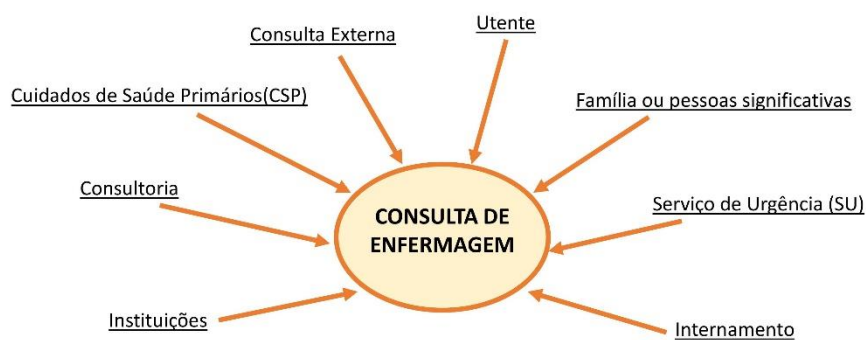 Utente
Consulta Externa
Cuidados de Saúde Primários(CSP)
Família ou pessoas significativas
Consultoria
Serviço de Urgência (SU)
CONSULTA DE
ENFERMAGEM
Instituições
Internamento